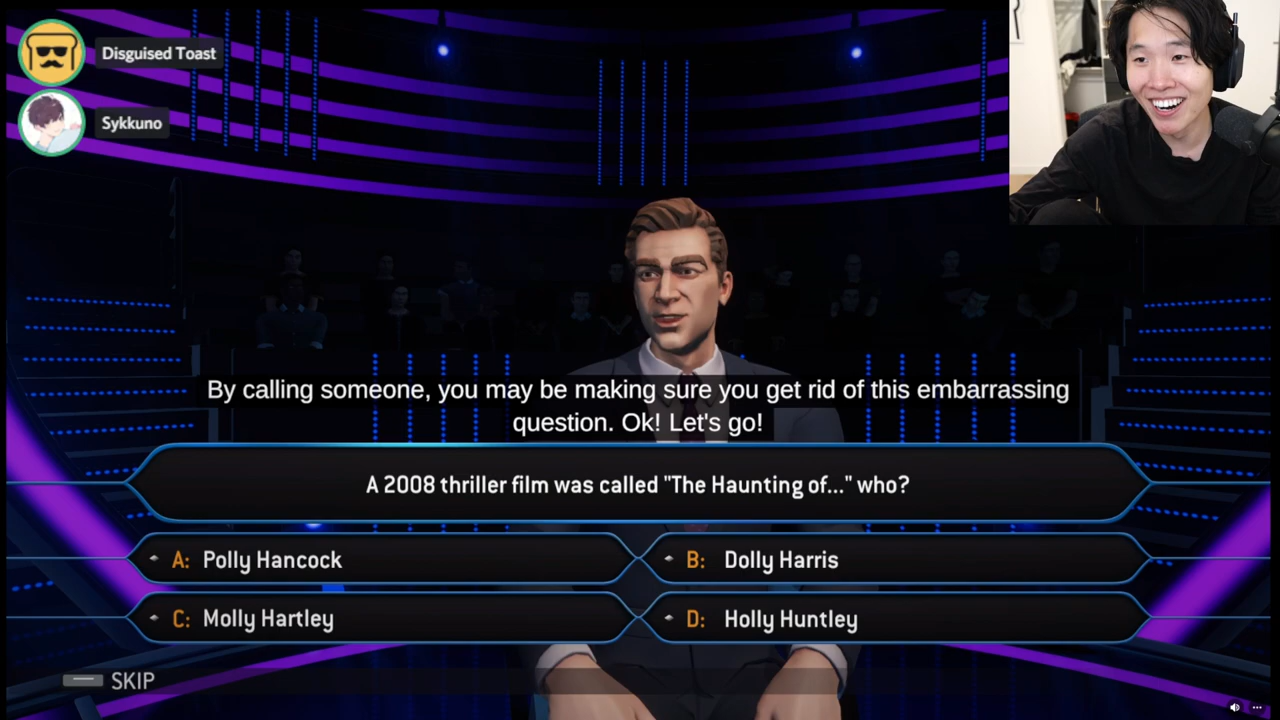 Disguised Toast
Sykkuno
By calling someone, you may be making sure you get rid of this embarrassing
question. Ok! Let's go!
A 2008 thriller film was called "The Haunting of..." who?
A: Polly Hancock
B: Dolly Harris
C: Molly Hartley
D: Holly Huntley
SKIP